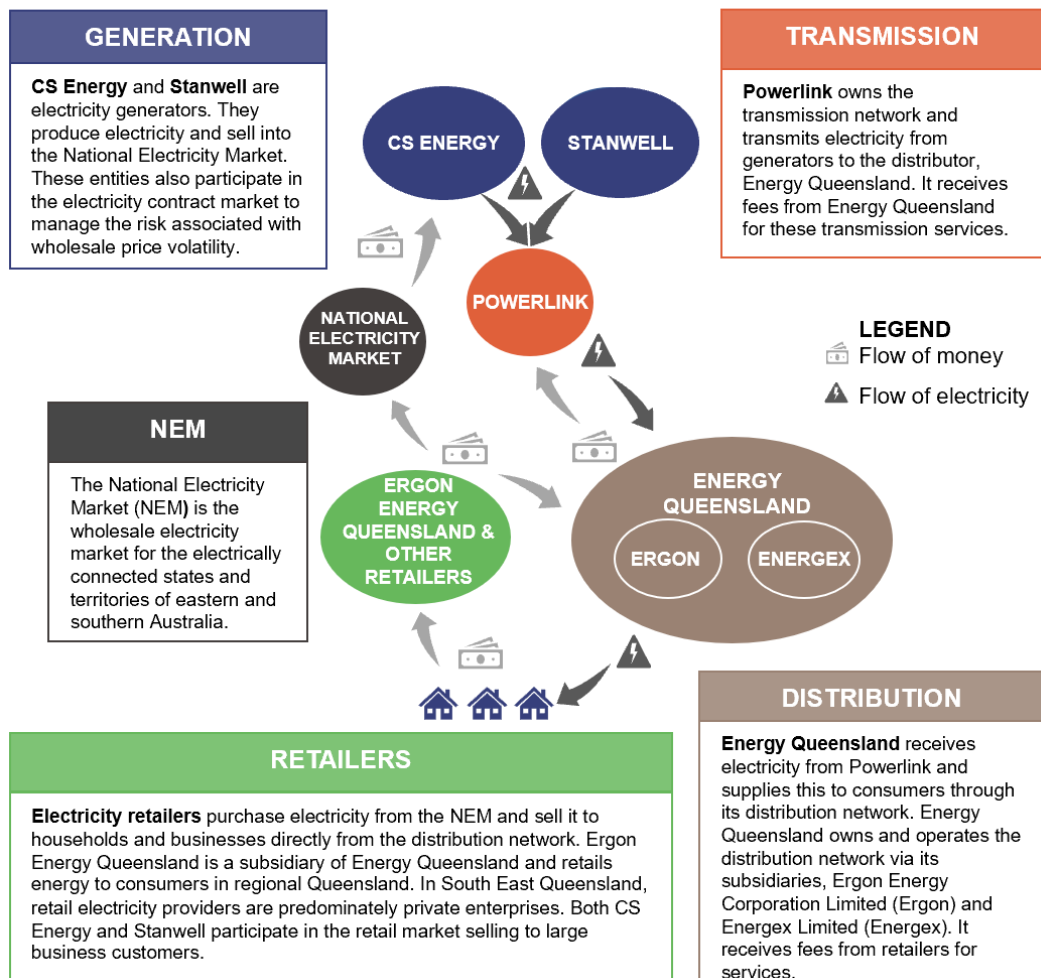 GENERATION
CS Energy and Stanwell are
electricity generators. They
produce electricity and sell into
the National Electricity Market.
These entities also participate in
the electricity contract market to
manage the risk associated with
wholesale price volatility.
CS ENERGY
STANWELL
TRANSMISSION
Powerlink owns the
transmission network and
transmits electricity from
generators to the distributor,
Energy Queensland. It receives
fees from Energy Queensland
for these transmission services.
POWERLINK
NATIONAL
ELECTRICITY
MARKET
LEGEND
Flow of money
Flow of electricity
NEM
The National Electricity
Market (NEM) is the
wholesale electricity
market for the electrically
connected states and
territories of eastern and
southern Australia.
ERGON
ENERGY
QUEENSLAND &
OTHER
RETAILERS
ENERGY
QUEENSLAND
ERGON
ENERGEX
RETAILERS
Electricity retailers purchase electricity from the NEM and sell it to
households and businesses directly from the distribution network. Ergon
Energy Queensland is a subsidiary of Energy Queensland and retails
energy to consumers in regional Queensland. In South East Queensland,
retail electricity providers are predominately private enterprises. Both CS
Energy and Stanwell participate in the retail market selling to large
business customers.
DISTRIBUTION
Energy Queensland receives
electricity from Powerlink and
supplies this to consumers through
its distribution network. Energy
Queensland owns and operates the
distribution network via its
subsidiaries, Ergon Energy
Corporation Limited (Ergon) and
Energex Limited (Energex). It
receives fees from retailers for
services.